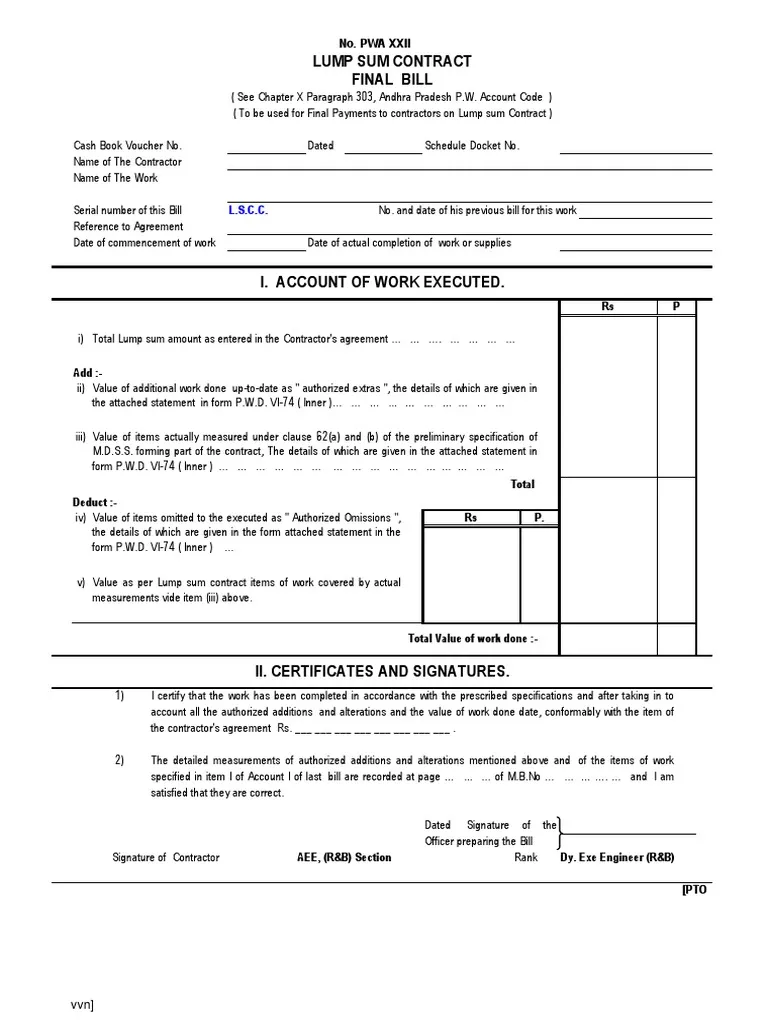 No. PWA XXII
LUMP SUM CONTRACT
FINAL BILL
( See Chapter X Paragraph 303, Andhra Pradesh P.W. Account Code )
( To be used for Final Payments to contractors on Lump sum Contract )
Cash Book Voucher No. Dated Schedule Docket No.
Name of The Contractor
Name of The Work
Serial number of this Bill L.S.C.C. No. and date of his previous bill for this work
Reference to Agreement
Date of commencement of work Date of actual completion of work or supplies
I. ACCOUNT OF WORK EXECUTED.
Rs P
i) Total Lump sum amount as entered in the Contractor's agreement ... ... .... ... ... ... ...
Add :-
ii) Value of additional work done up-to-date as " authorized extras ", the details of which are given in
the attached statement in form P.W.D. VI-74 ( Inner )... ... ... ... ... ... ... ... ... ...
iii) Value of items actually measured under clause 62(a) and (b) of the preliminary specification of
M.D.S.S. forming part of the contract, The details of which are given in the attached statement in
form P.W.D. VI-74 ( Inner ) ... ... ... ... ... ... ... ... ... ... ... ... ... ... ... ...
Total
Deduct :-
iv) Value of items omitted to the executed as " Authorized Omissions ", Rs P.
the details of which are given in the form attached statement in the
form P.W.D. VI-74 ( Inner ) ...
v) Value as per Lump sum contract items of work covered by actual
measurements vide item (iii) above.
Total Value of work done :-
II. CERTIFICATES AND SIGNATURES.
1) I certify that the work has been completed in accordance with the prescribed specifications and after taking in to
account all the authorized additions and alterations and the value of work done date, conformably with the item of
the contractor's agreement Rs. ___ ___ ___ ___ ___ ___ ___ ___ .
2) The detailed measurements of authorized additions and alterations mentioned above and of the items of work
specified in item I of Account I of last bill are recorded at page ... ... ... of M.B.No ... ... ... .... ... and I am
satisfied that they are correct.
Dated Signature of the
Officer preparing the Bill
Signature of Contractor AEE, (R&B) Section Rank Dy. Exe Engineer (R&B)
[PTO
vvn]